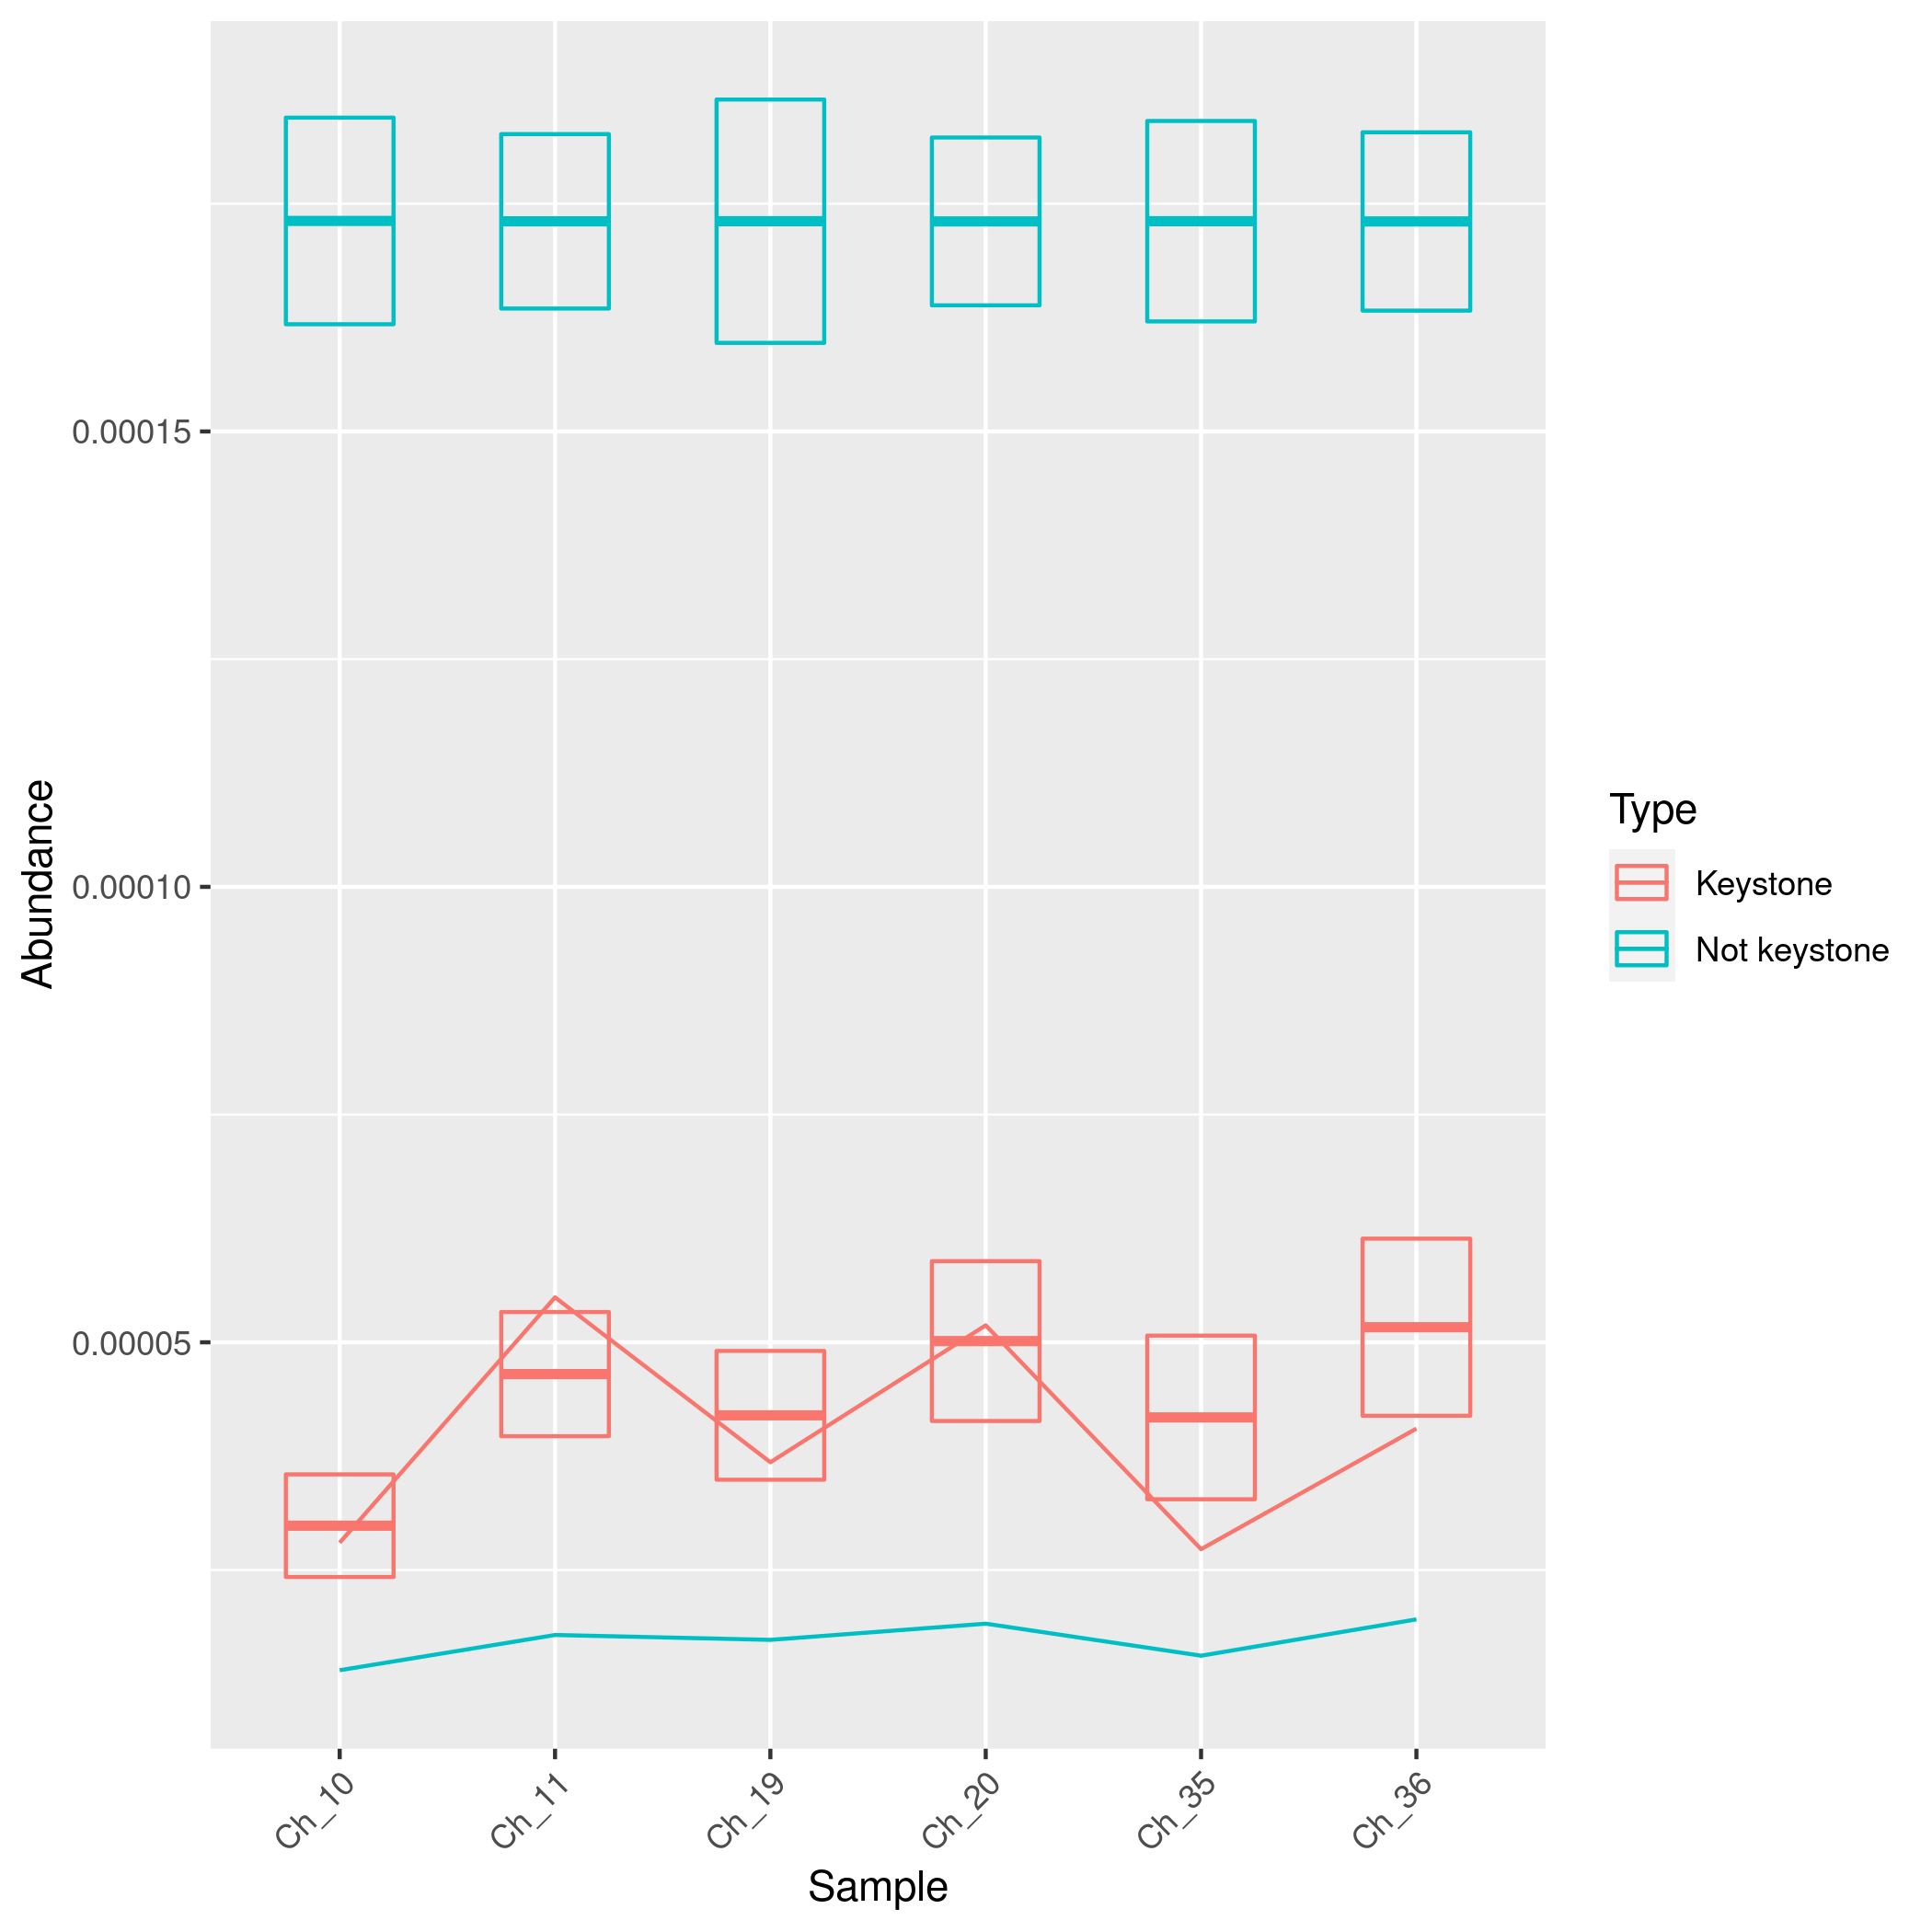 Abundance
0.00015
0.00010
0.00005
Ch_10
Ch_11
Ch_19
Ch_20
Ch_35
Ch_36
Sample
Type
Keystone
Not keystone